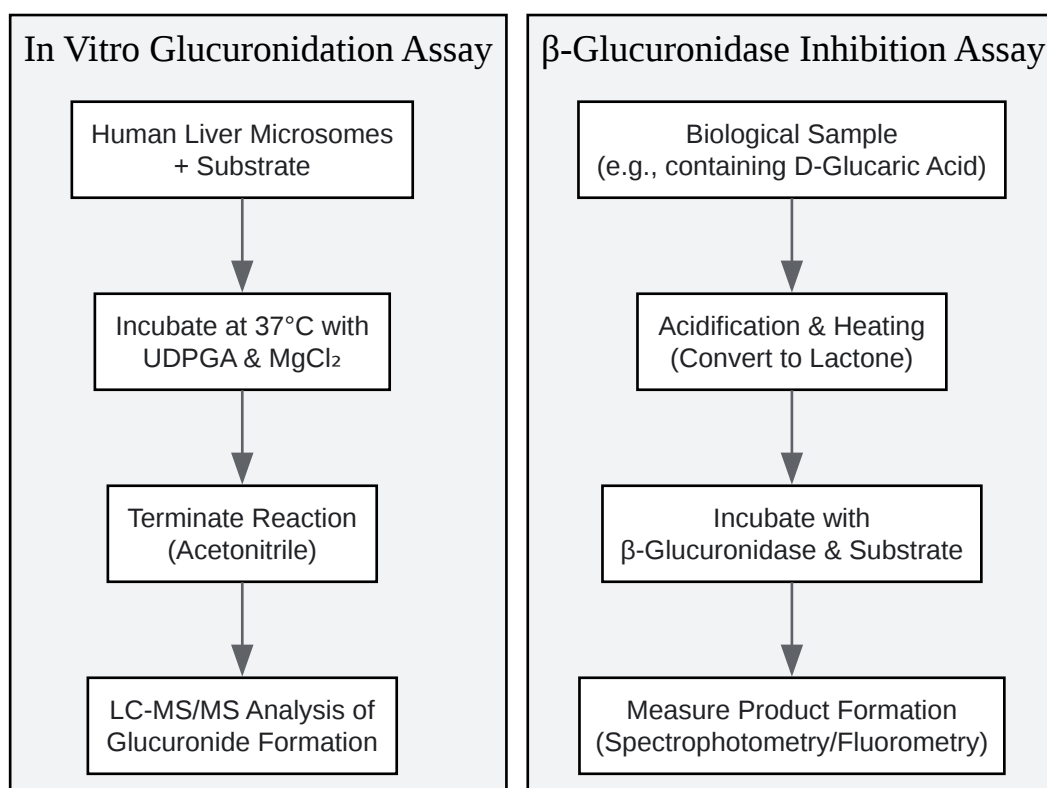 In Vitro Glucuronidation Assay
Human Liver Microsomes
+ Substrate
Incubate at 37°C with
UDPGA & MgCl₂
Terminate Reaction
(Acetonitrile)
LC-MS/MS Analysis of
Glucuronide Formation
β-Glucuronidase Inhibition Assay
Biological Sample
(e.g., containing D-Glucaric Acid)
Acidification & Heating
(Convert to Lactone)
Incubate with
β-Glucuronidase & Substrate
Measure Product Formation
(Spectrophotometry/Fluorometry)